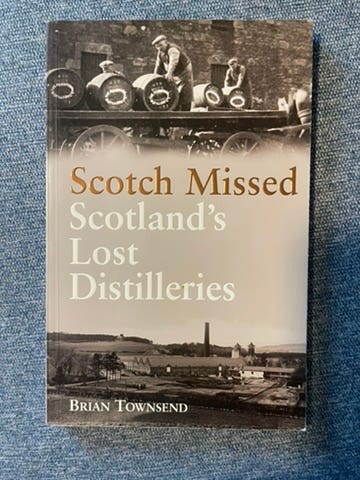 Scotch Missed
Scotland's
Lost
Distilleries
BRIAN TOWNSEND